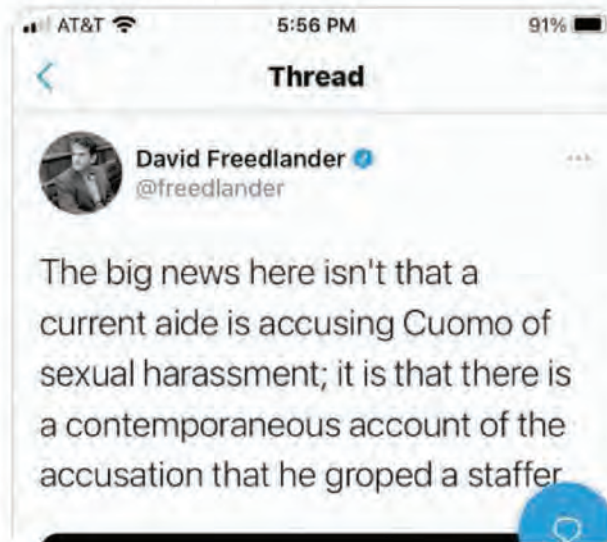 AT&T 5:56 PM 91%
Thread
David Freedlander
@freedlander
The big news here isn't that a
current aide is accusing Cuomo of
sexual harassment; it is that there is
a contemporaneous account of the
accusation that he groped a staffer